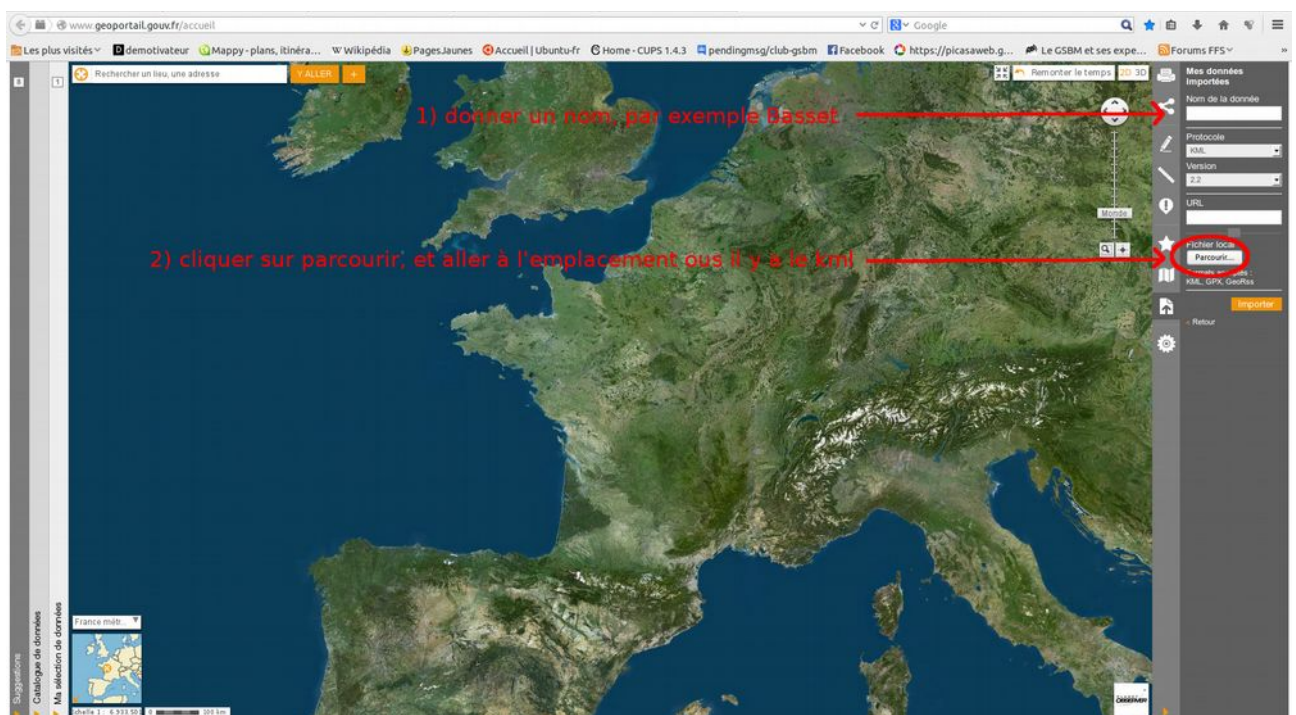 www.geoportail.gouv.fr/accueil
Google
Les plus visités
demotivateur
Mappy - plans, itinéra...
Wikipédia
PagesJaunes
Accueil | Ubuntu-fr
Home - CUPS 1.4.3
pendingmsg/club-gsbm
Facebook
https://picasaweb.g...
Le GSBM et ses expe...
Forums FFS
»
0
1
Rechercher un lieu, une adresse
Y ALLER
+
Remonter le temps
2D 3D
Mes données
Importées
Nom de la donnée
1) donner un nom, par exemple Basset
Protocole
KML
Version
2.2
Monde
URL
2) cliquer sur parcourir, et aller à l'emplacement ous il y a le kml
Fichier local
Parcourir...
KML, GPX, GeoRss
Importer
Retour
Suggestions
Catalogue de données
Ma sélection de données
France métr..
0 200 km